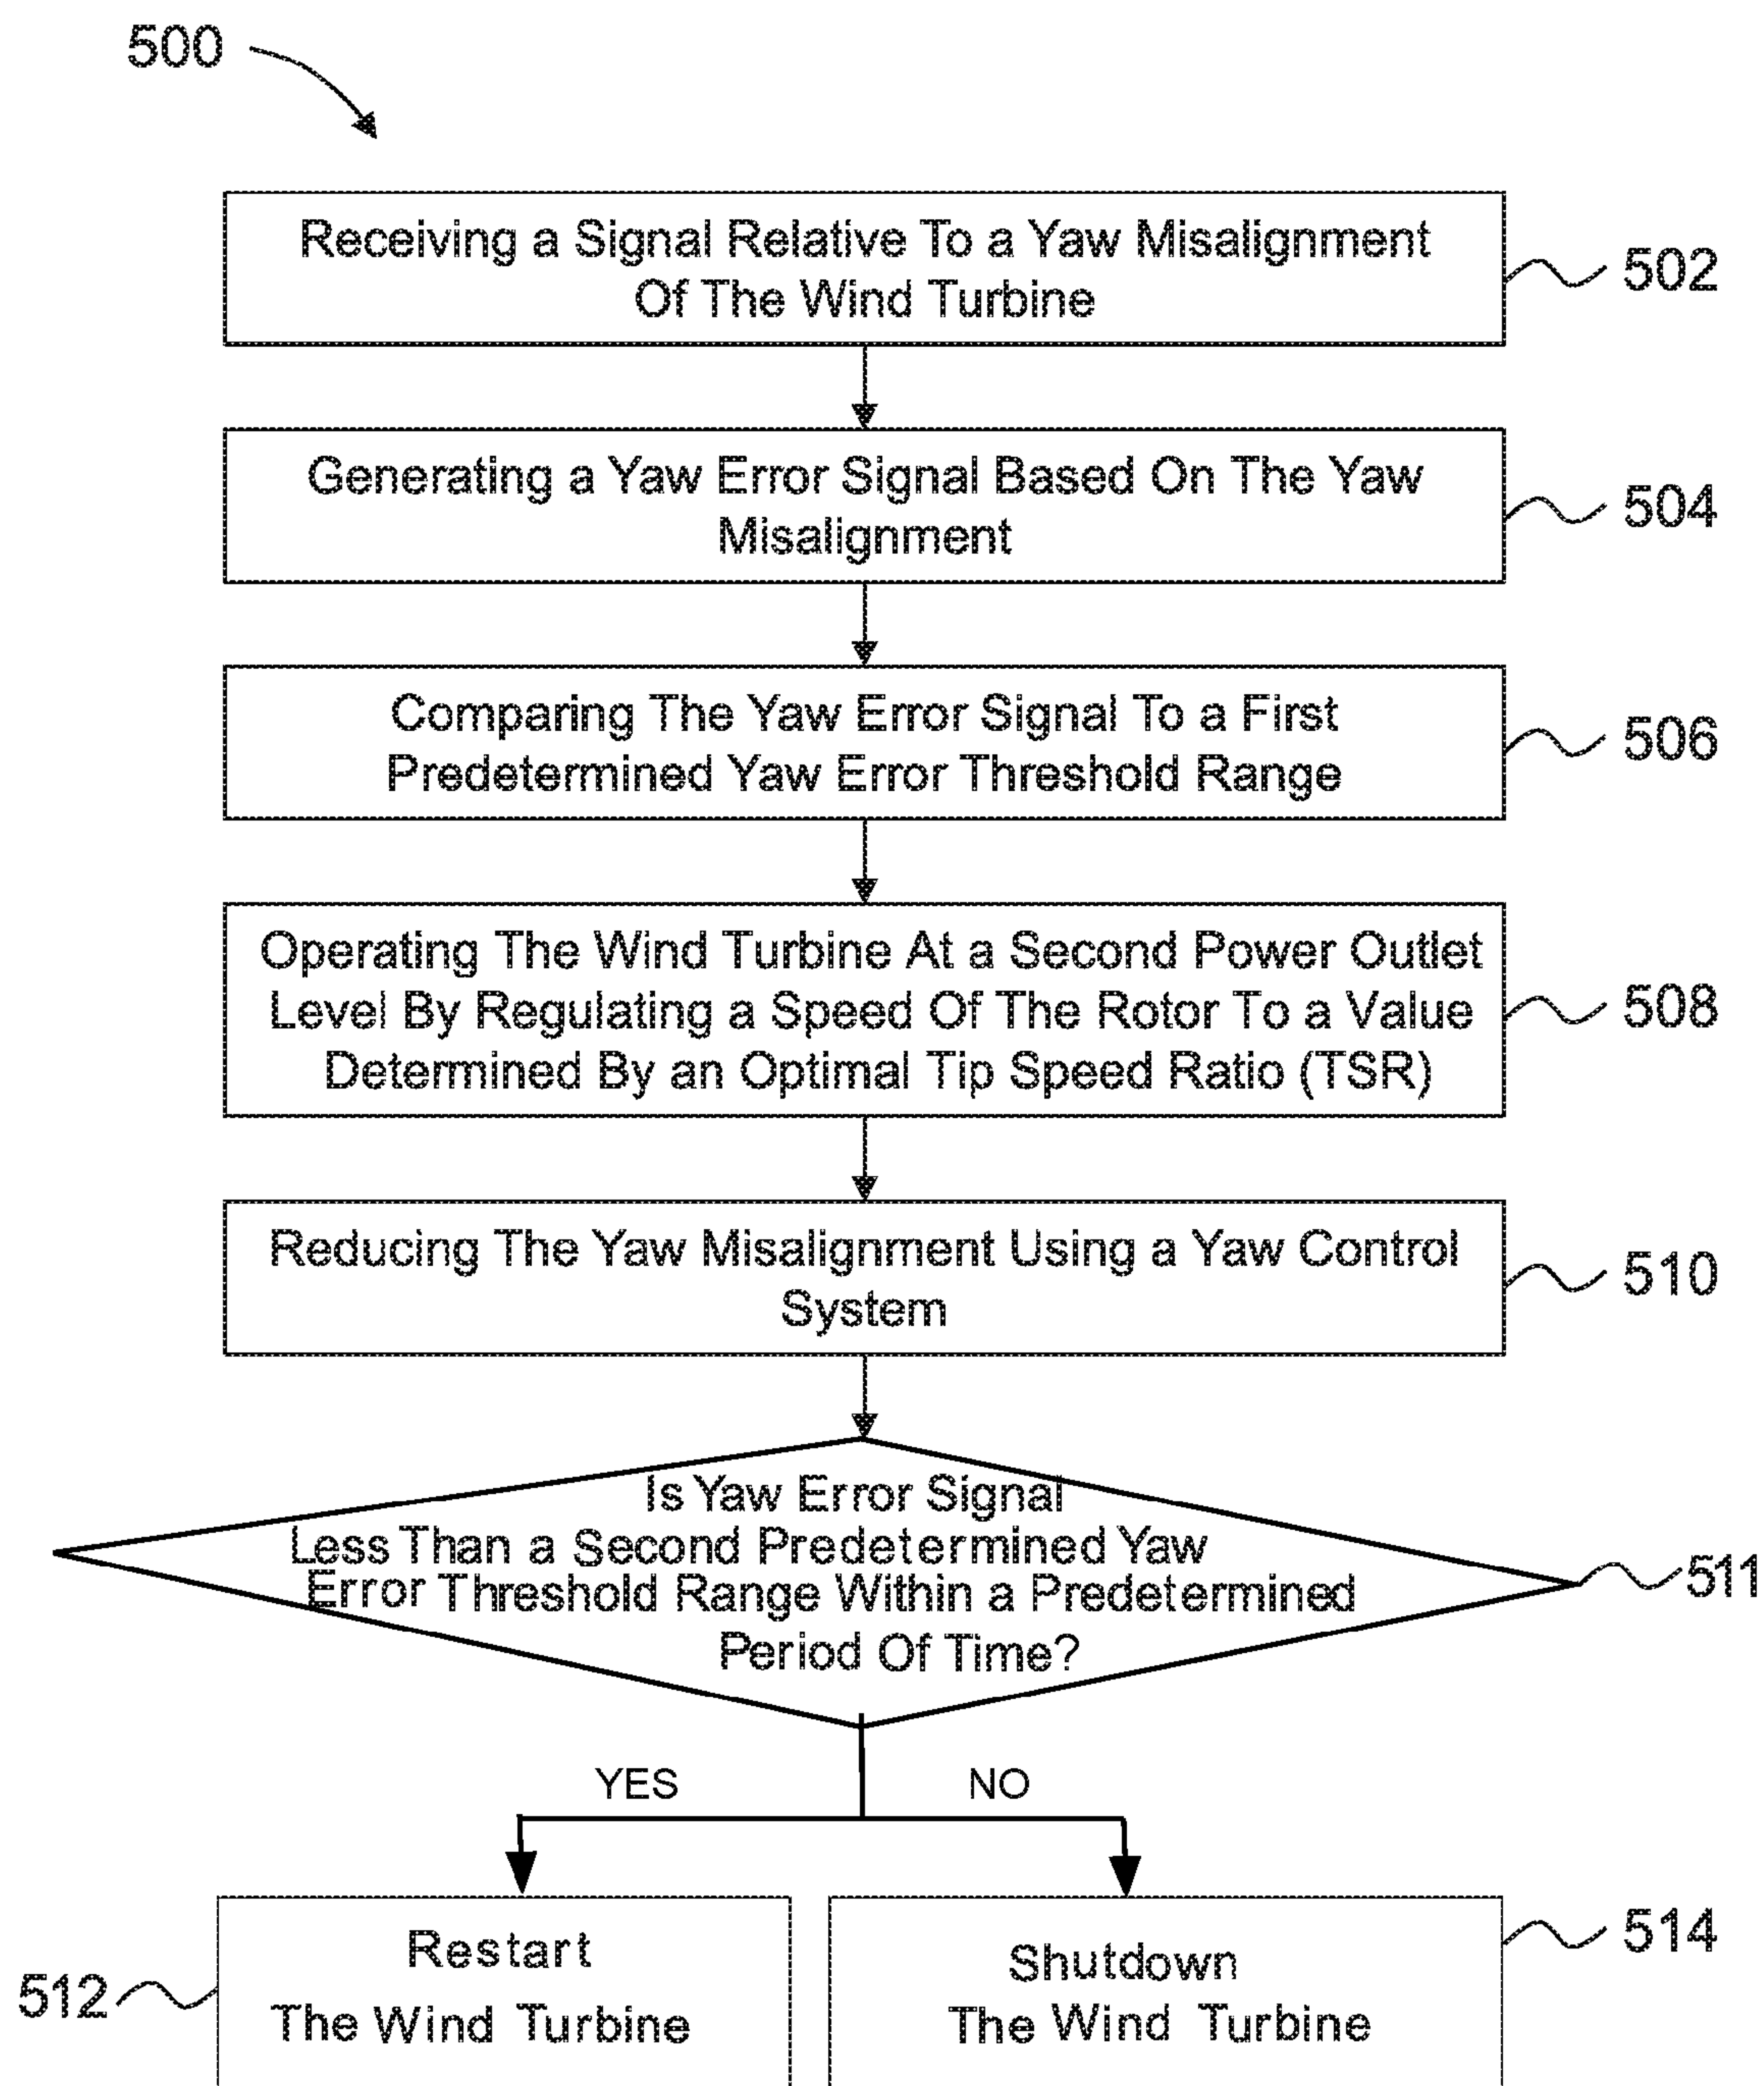 500
Receiving a Signal Relative To a Yaw Misalignment
Of The Wind Turbine
502
Generating a Yaw Error Signal Based On The Yaw
Misalignment
504
Comparing The Yaw Error Signal To a First
Predetermined Yaw Error Threshold Range
506
Operating The Wind Turbine At a Second Power Outlet
Level By Regulating a Speed Of The Rotor To a Value
Determined By an Optimal Tip Speed Ratio (TSR)
508
Reducing The Yaw Misalignment Using a Yaw Control
System
510
Is Yaw Error Signal
Less Than a Second Predetermined Yaw
Error Threshold Range Within a Predetermined
Period Of Time?
511
YES
NO
Restart
The Wind Turbine
512
Shutdown
The Wind Turbine
514